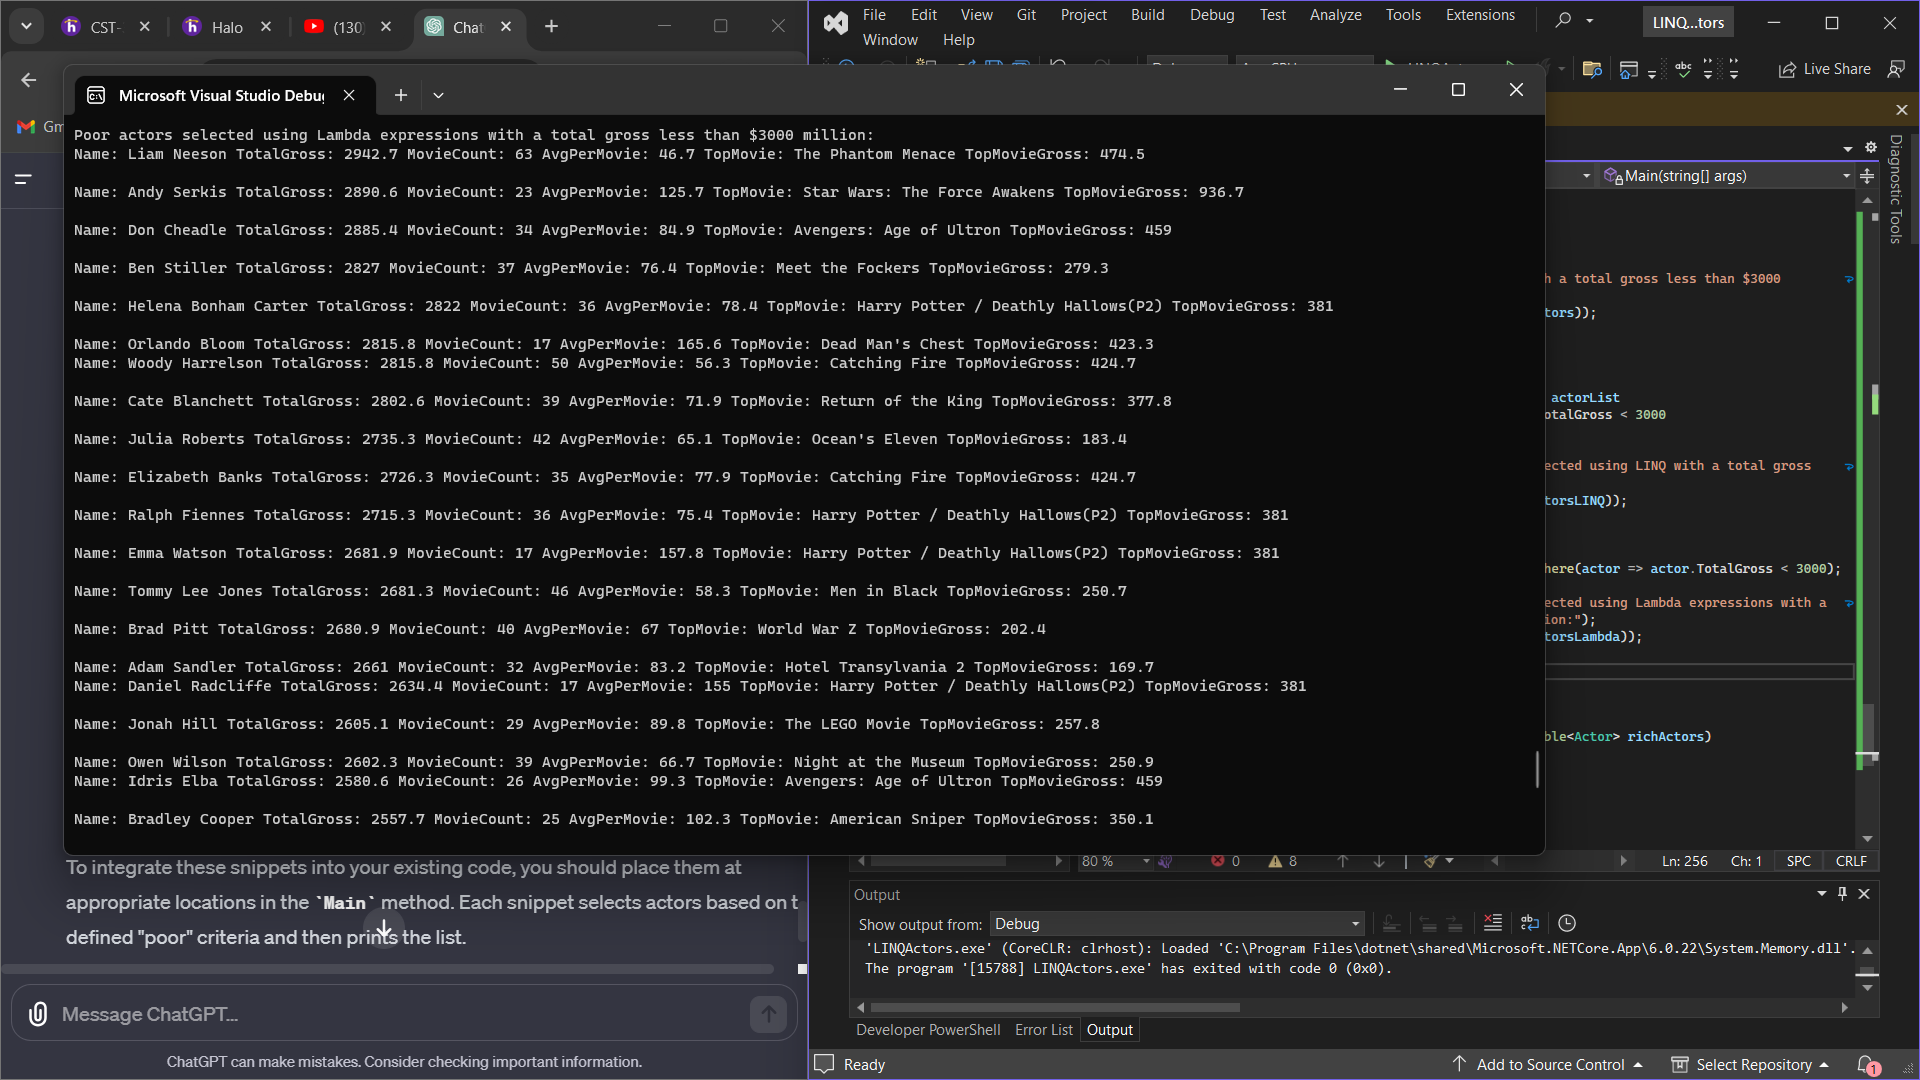 CST-
Halo
(130)
Chat
File Edit View Git Project Build Debug Test Analyze Tools Extensions
Window Help
LINQ...tors
Live Share
Gm
Microsoft Visual Studio Debu
Poor actors selected using Lambda expressions with a total gross less than $3000 million:
Name: Liam Neeson TotalGross: 2942.7 MovieCount: 63 AvgPerMovie: 46.7 TopMovie: The Phantom Menace TopMovieGross: 474.5
Name: Andy Serkis TotalGross: 2890.6 MovieCount: 23 AvgPerMovie: 125.7 TopMovie: Star Wars: The Force Awakens TopMovieGross: 936.7
Name: Don Cheadle TotalGross: 2885.4 MovieCount: 34 AvgPerMovie: 84.9 TopMovie: Avengers: Age of Ultron TopMovieGross: 459
Name: Ben Stiller TotalGross: 2827 MovieCount: 37 AvgPerMovie: 76.4 TopMovie: Meet the Fockers TopMovieGross: 279.3
Name: Helena Bonham Carter TotalGross: 2822 MovieCount: 36 AvgPerMovie: 78.4 TopMovie: Harry Potter / Deathly Hallows(P2) TopMovieGross: 381
Name: Orlando Bloom TotalGross: 2815.8 MovieCount: 17 AvgPerMovie: 165.6 TopMovie: Dead Man's Chest TopMovieGross: 423.3
Name: Woody Harrelson TotalGross: 2815.8 MovieCount: 50 AvgPerMovie: 56.3 TopMovie: Catching Fire TopMovieGross: 424.7
Name: Cate Blanchett TotalGross: 2802.6 MovieCount: 39 AvgPerMovie: 71.9 TopMovie: Return of the King TopMovieGross: 377.8
Name: Julia Roberts TotalGross: 2735.3 MovieCount: 42 AvgPerMovie: 65.1 TopMovie: Ocean's Eleven TopMovieGross: 183.4
Name: Elizabeth Banks TotalGross: 2726.3 MovieCount: 35 AvgPerMovie: 77.9 TopMovie: Catching Fire TopMovieGross: 424.7
Name: Ralph Fiennes TotalGross: 2715.3 MovieCount: 36 AvgPerMovie: 75.4 TopMovie: Harry Potter / Deathly Hallows(P2) TopMovieGross: 381
Name: Emma Watson TotalGross: 2681.9 MovieCount: 17 AvgPerMovie: 157.8 TopMovie: Harry Potter / Deathly Hallows(P2) TopMovieGross: 381
Name: Tommy Lee Jones TotalGross: 2681.3 MovieCount: 46 AvgPerMovie: 58.3 TopMovie: Men in Black TopMovieGross: 250.7
Name: Brad Pitt TotalGross: 2680.9 MovieCount: 40 AvgPerMovie: 67 TopMovie: World War Z TopMovieGross: 202.4
Name: Adam Sandler TotalGross: 2661 MovieCount: 32 AvgPerMovie: 83.2 TopMovie: Hotel Transylvania 2 TopMovieGross: 169.7
Name: Daniel Radcliffe TotalGross: 2634.4 MovieCount: 17 AvgPerMovie: 155 TopMovie: Harry Potter / Deathly Hallows(P2) TopMovieGross: 381
Name: Jonah Hill TotalGross: 2605.1 MovieCount: 29 AvgPerMovie: 89.8 TopMovie: The LEGO Movie TopMovieGross: 257.8
Name: Owen Wilson TotalGross: 2602.3 MovieCount: 39 AvgPerMovie: 66.7 TopMovie: Night at the Museum TopMovieGross: 250.9
Name: Idris Elba TotalGross: 2580.6 MovieCount: 26 AvgPerMovie: 99.3 TopMovie: Avengers: Age of Ultron TopMovieGross: 459
Name: Bradley Cooper TotalGross: 2557.7 MovieCount: 25 AvgPerMovie: 102.3 TopMovie: American Sniper TopMovieGross: 350.1
Main(string[] args)
Diagnostic Tools
h a total gross less than $3000
tors));
actorList
otalGross < 3000
ected using LINQ with a total gross
torsLINQ));
here(actor => actor.TotalGross < 3000);
ected using Lambda expressions with a
ion:");
torsLambda));
ble<Actor> richActors)
To integrate these snippets into your existing code, you should place them at
appropriate locations in the `Main` method. Each snippet selects actors based on t
defined "poor" criteria and then prints the list.
Message ChatGPT...
ChatGPT can make mistakes. Consider checking important information.
80 % 0 8 Ln: 256 Ch: 1 SPC CRLF
Output
Show output from: Debug
'LINQActors.exe' (CoreCLR: clrhost): Loaded 'C:\Program Files\dotnet\shared\Microsoft.NETCore.App\6.0.22\System.Memory.dll'.
The program '[15788] LINQActors.exe' has exited with code 0 (0x0).
Developer PowerShell Error List Output
Ready Add to Source Control Select Repository 1